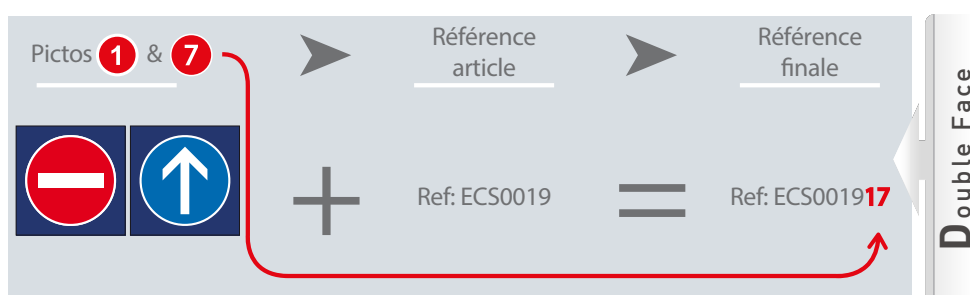 Pictos 1 & 7
Référence
article
Référence
finale
Ref: ECS0019
Ref: ECS001917
Double Face